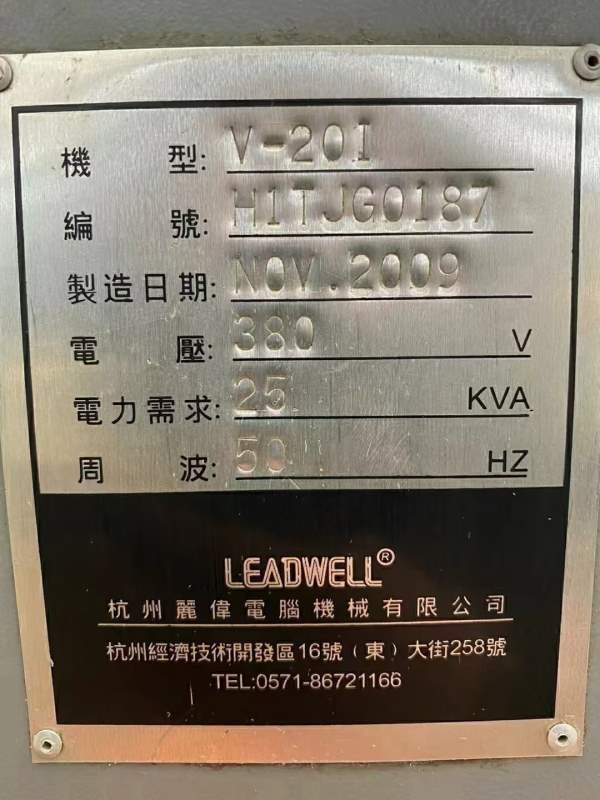 機型: V-20I
編號: H1TJG0187
製造日期: NOV.2009
電壓: 380 V
電力需求: 25 KVA
周波: 50 HZ
LEADWELL®
杭州麗偉電腦機械有限公司
杭州經濟技術開發區16號（東）大街258號
TEL:0571-86721166